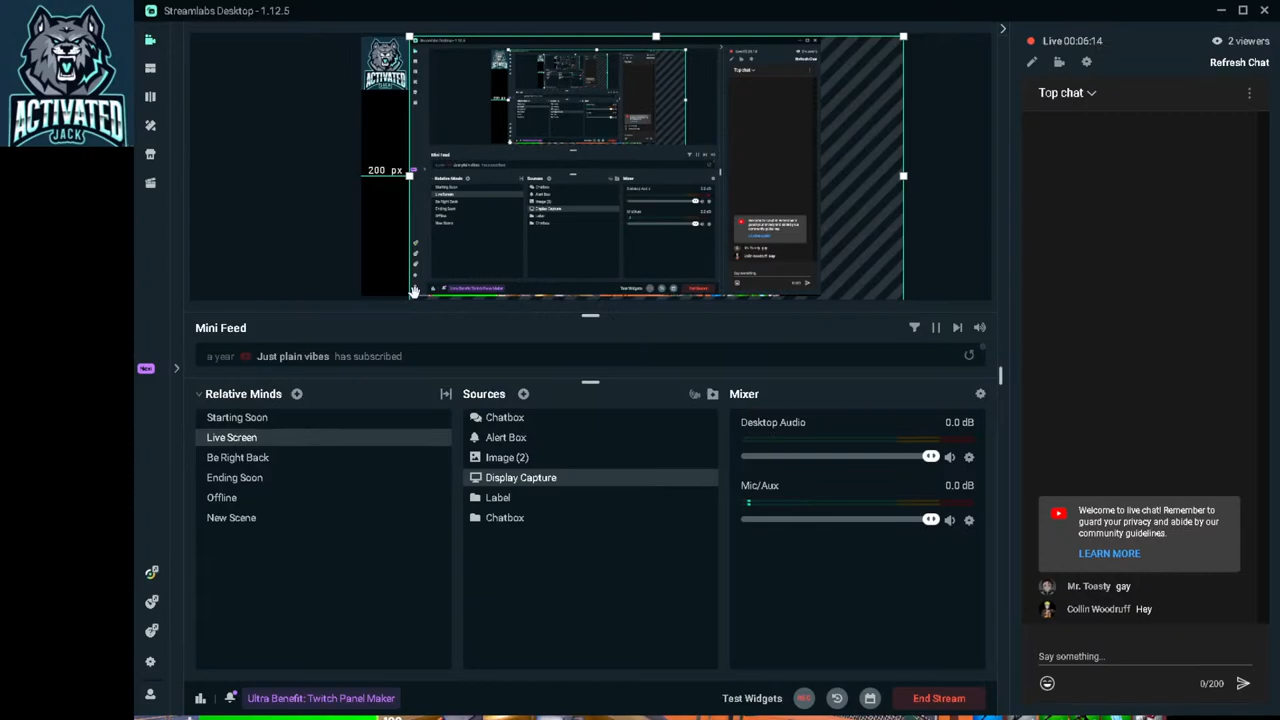 Streamlabs Desktop - 1.12.5
ACTIVATED
JACK
Live 00:06:14
2 viewers
Refresh Chat
Top chat
200 px
Mini Feed
a year Just plain vibes has subscribed
New
Relative Minds
Sources
Mixer
Starting Soon
Live Screen
Be Right Back
Ending Soon
Offline
New Scene
Chatbox
Alert Box
Image (2)
Display Capture
Label
Chatbox
Desktop Audio 0.0 dB
Mic/Aux 0.0 dB
Welcome to live chat! Remember to
guard your privacy and abide by our
community guidelines.
LEARN MORE
Mr. Toasty gay
Collin Woodruff Hey
Say something...
0/200
Ultra Benefit: Twitch Panel Maker
Test Widgets
REC
End Stream